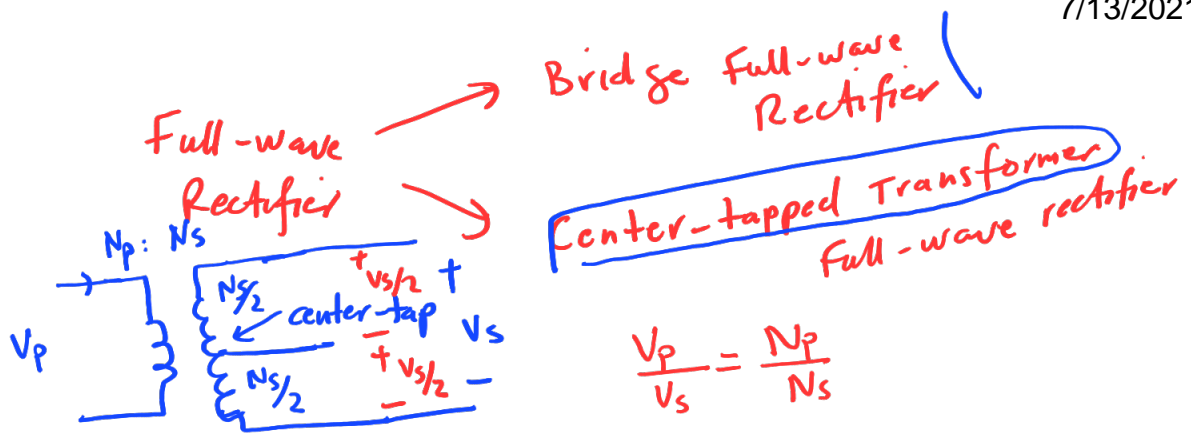 7/13/2021
Bridge Full-wave
Rectifier
Full-wave
Rectifier
Center-tapped Transformer
Full-wave rectifier
Np: Ns
Vp
Ns/2
center-tap
Ns/2
+
Vs/2
-
+
Vs/2
-
+
Vs
-
Vp/Vs = Np/Ns